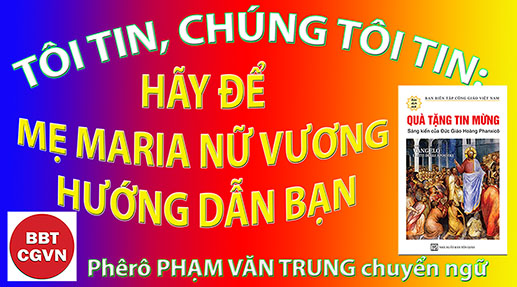 TÔI TIN, CHÚNG TÔI TIN:
HÃY ĐỂ
MẸ MARIA NỮ VƯƠNG
HƯỚNG DẪN BẠN
BAN BIÊN TẬP CÔNG GIÁO VIỆT NAM
QUÀ TẶNG TIN MỪNG
Sáng kiến của Đức Giáo Hoàng Phanxicô
VANGELO
BBT
CGVN
Phêrô PHẠM VĂN TRUNG chuyển ngữ